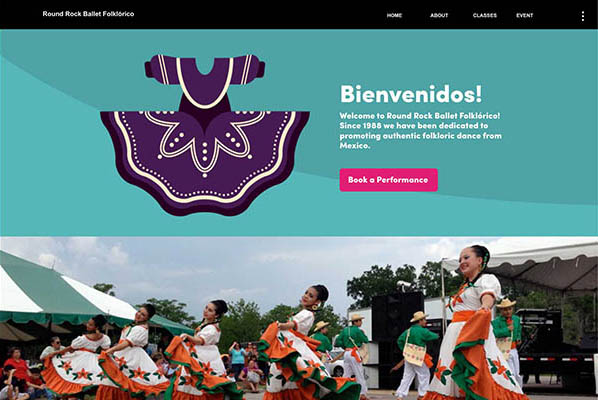 Round Rock Ballet Folklórico
HOME ABOUT CLASSES EVENT
Bienvenidos!
Welcome to Round Rock Ballet Folklórico!
Since 1988 we have been dedicated to
promoting authentic folkloric dance from
Mexico.
Book a Performance